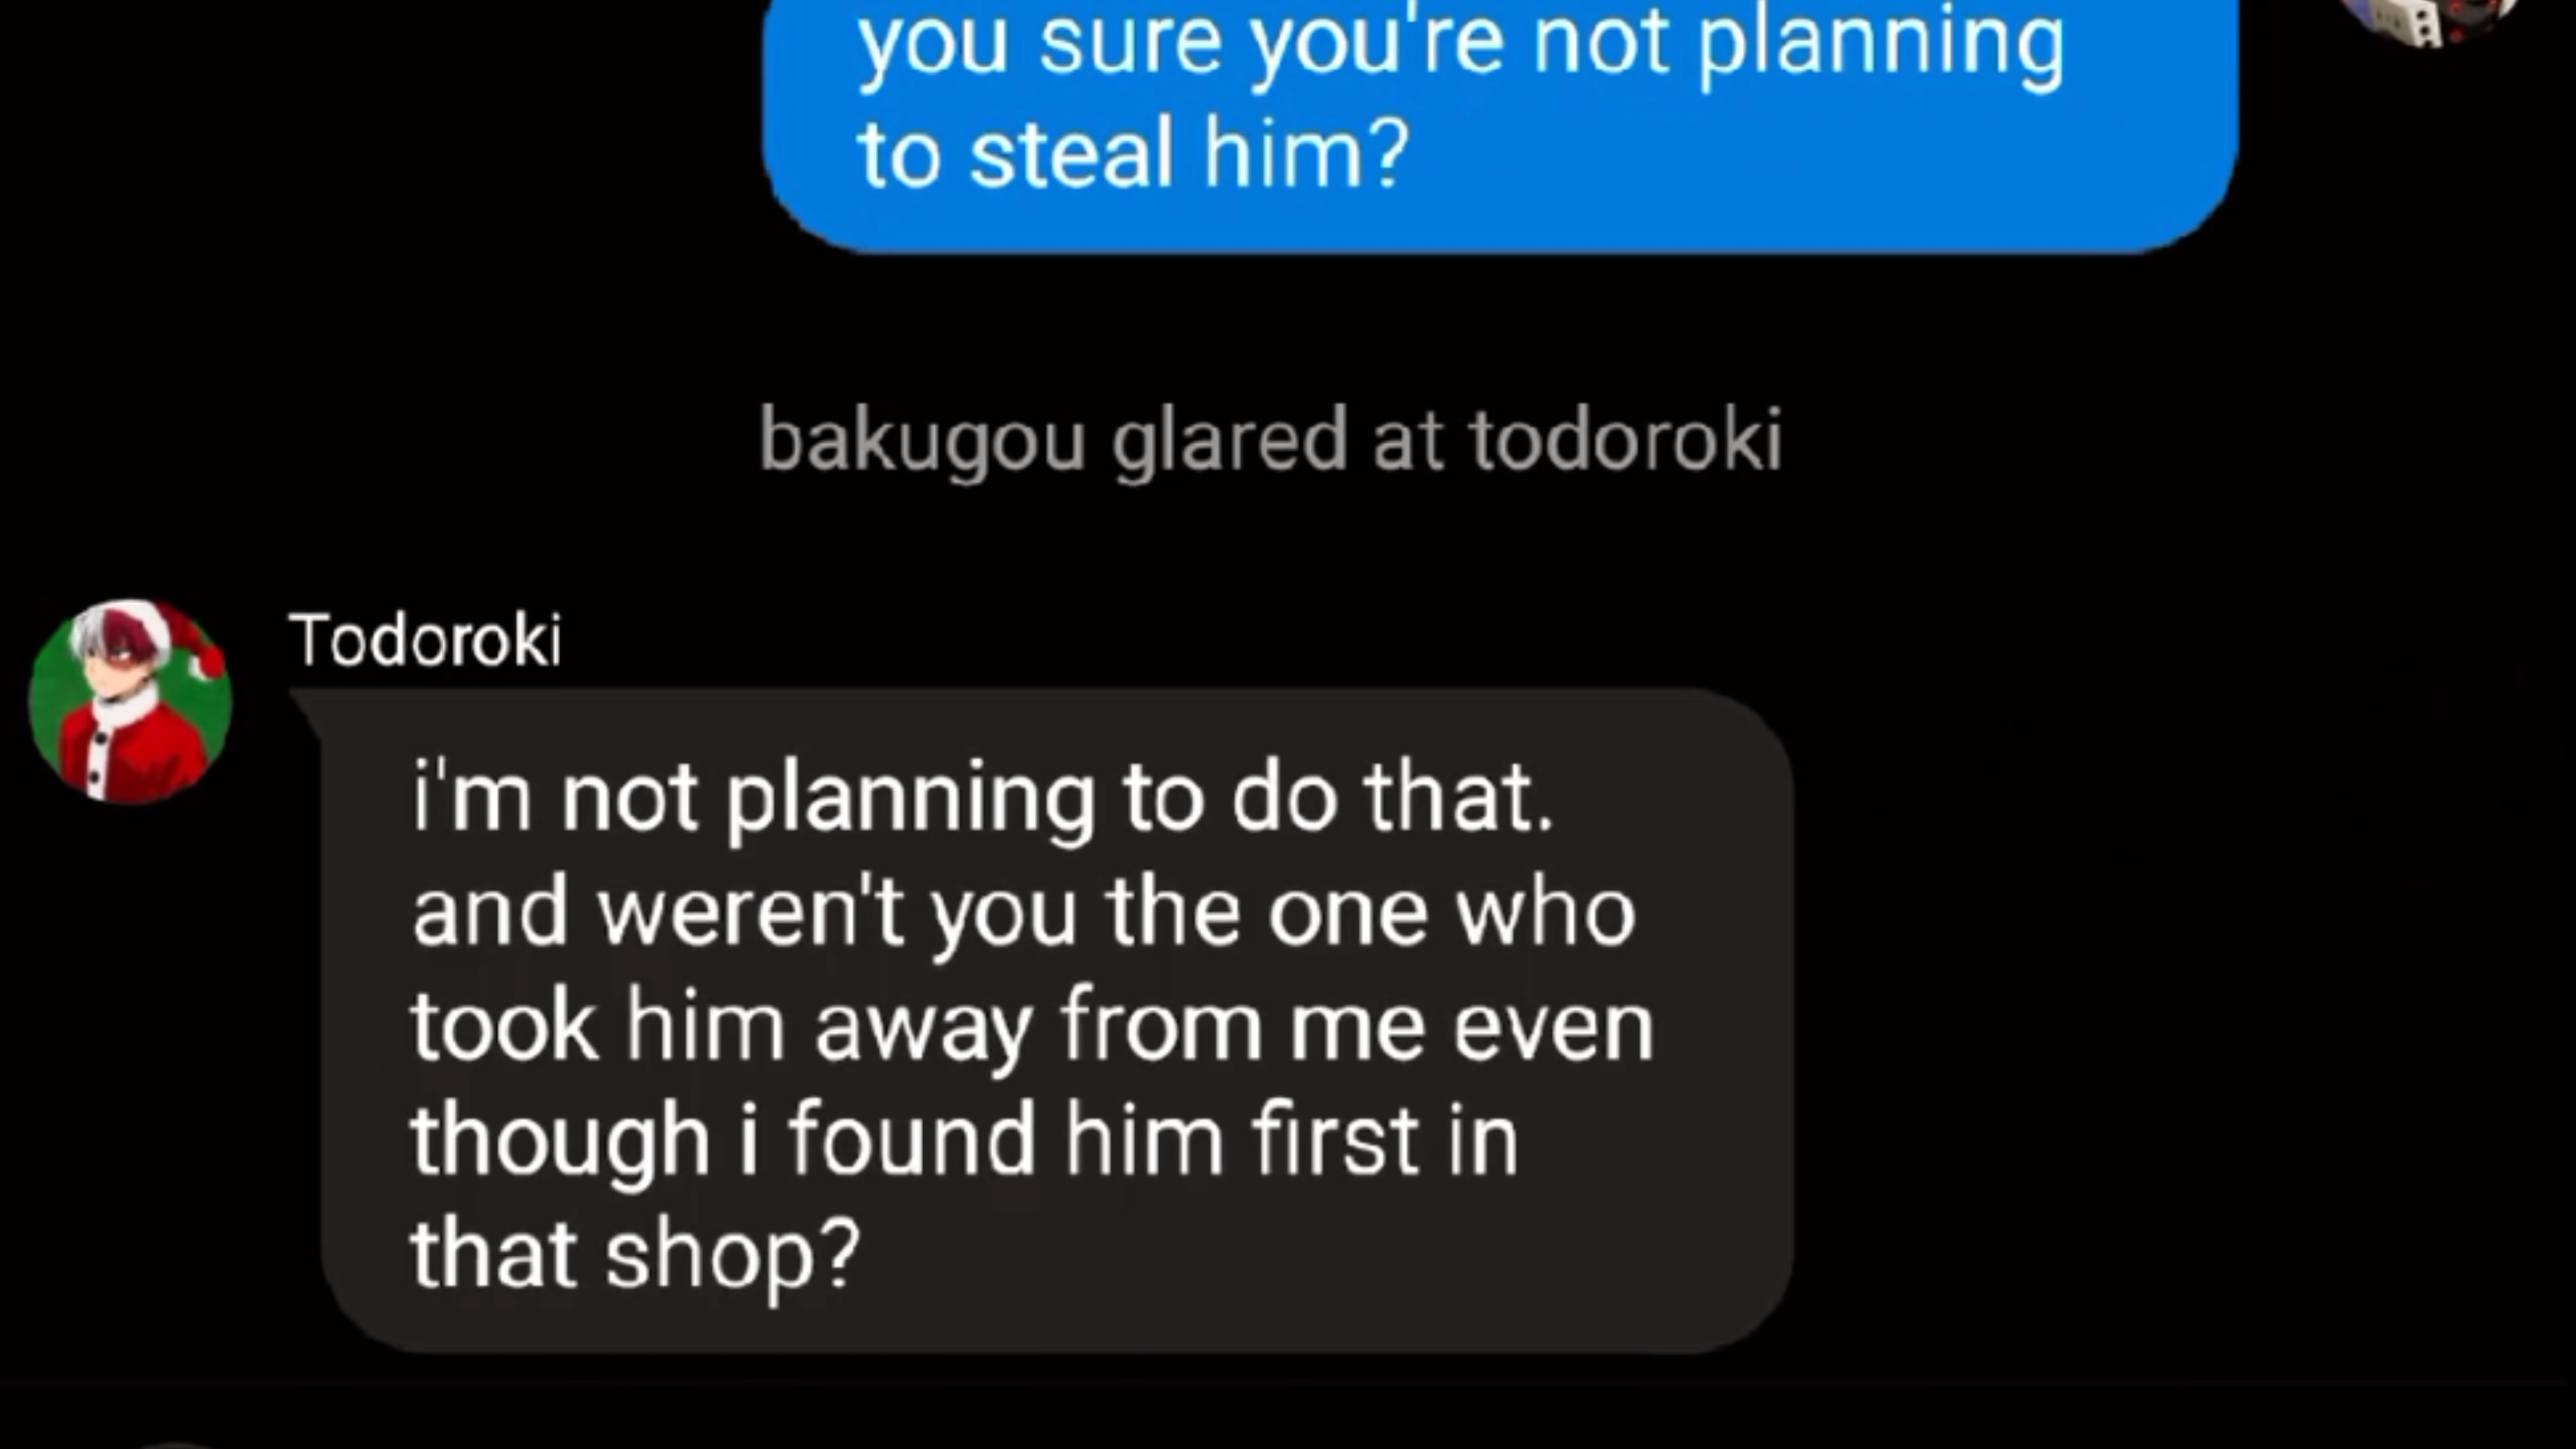 you sure you're not planning
to steal him?
bakugou glared at todoroki
Todoroki
i'm not planning to do that.
and weren't you the one who
took him away from me even
though i found him first in
that shop?